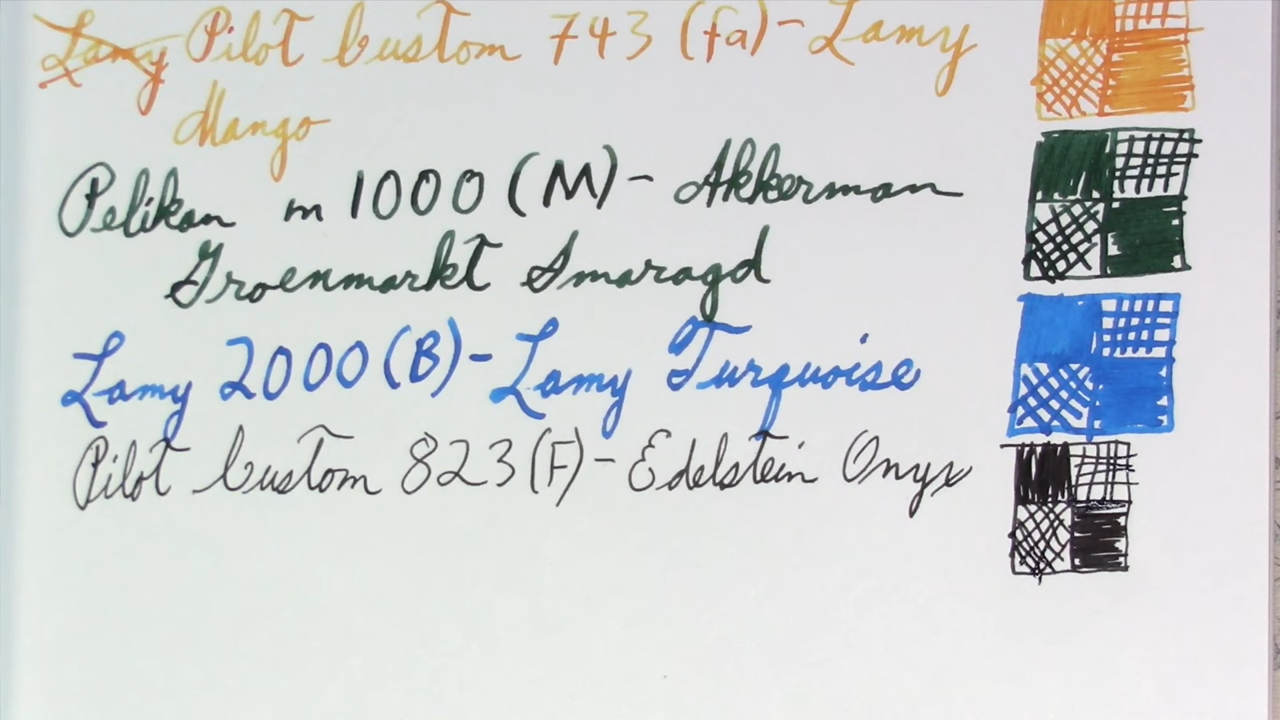 Lamy Pilot Custom 743 (fa) - Lamy
Mango
Pelikan m 1000 (M) - Akkerman
Groenmarkt Smaragd
Lamy 2000 (B) - Lamy Turquoise
Pilot Custom 823 (F) - Edelstein Onyx